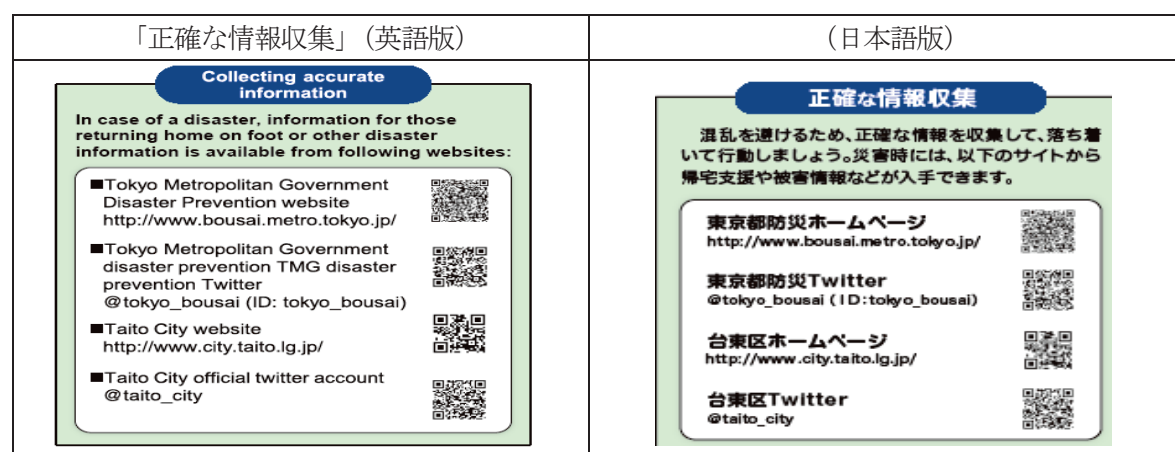 「正確な情報収集」(英語版)
(日本語版)
Collecting accurate
information
In case of a disaster, information for those
returning home on foot or other disaster
information is available from following websites:
■Tokyo Metropolitan Government
Disaster Prevention website
http://www.bousai.metro.tokyo.jp/
■Tokyo Metropolitan Government
disaster prevention TMG disaster
prevention Twitter
@tokyo_bousai (ID: tokyo_bousai)
■Taito City website
http://www.city.taito.lg.jp/
■Taito City official twitter account
@taito_city
正確な情報収集
混乱を避けるため、正確な情報を収集して、落ち着
いて行動しましょう。災害時には、以下のサイトから
帰宅支援や被害情報などが入手できます。
東京都防災ホームページ
http://www.bousai.metro.tokyo.jp/
東京都防災Twitter
@tokyo_bousai (ID:tokyo_bousai)
台東区ホームページ
http://www.city.taito.lg.jp/
台東区Twitter
@taito_city